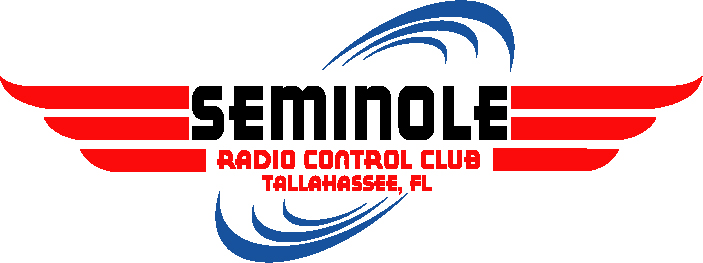 SEMINOLE
RADIO CONTROL CLUB
TALLAHASSEE, FL